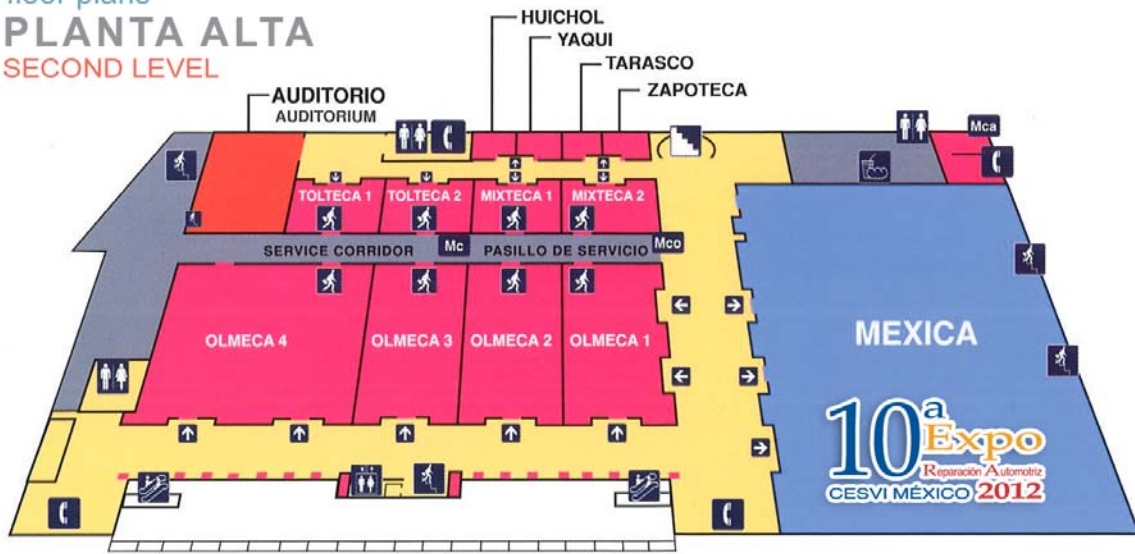 floor plans
PLANTA ALTA
SECOND LEVEL
HUICHOL
YAQUI
TARASCO
ZAPOTECA
AUDITORIO
AUDITORIUM
Mca
TOLTECA 1
TOLTECA 2
MIXTECA 1
MIXTECA 2
SERVICE CORRIDOR
Mc
PASILLO DE SERVICIO
Mco
OLMECA 4
OLMECA 3
OLMECA 2
OLMECA 1
MEXICA
10a
Expo
Reparación Automotriz
CESVI MÉXICO 2012